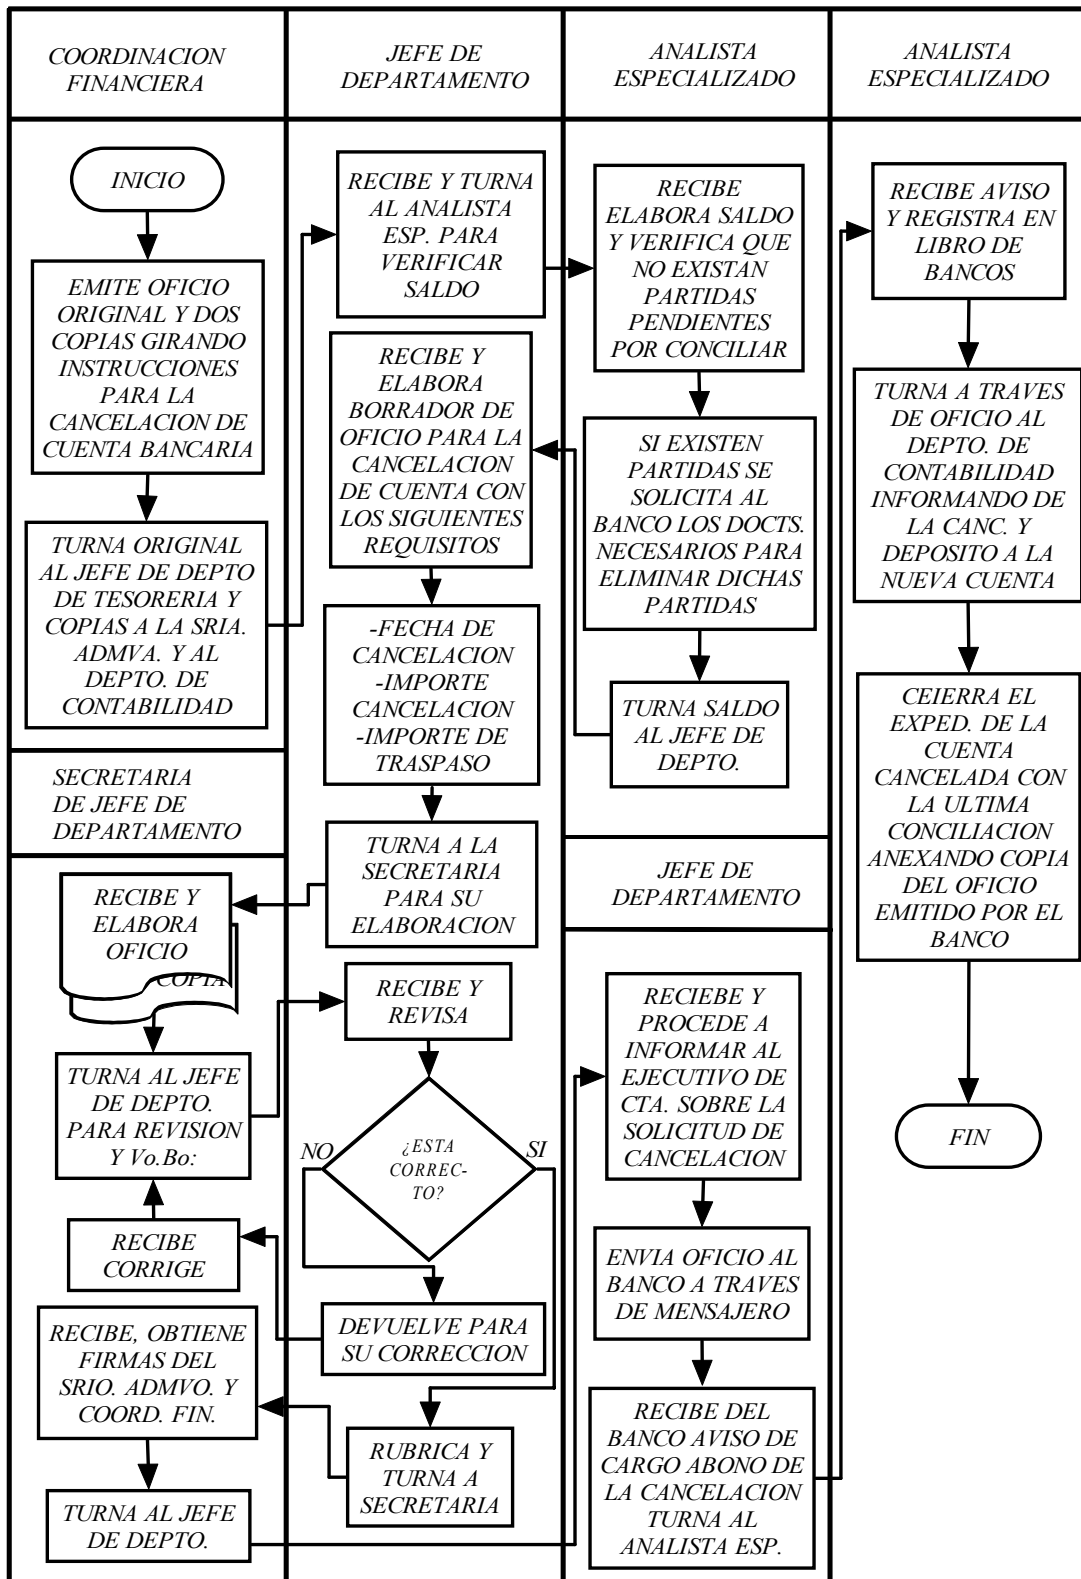 COORDINACION
FINANCIERA
JEFE DE
DEPARTAMENTO
ANALISTA
ESPECIALIZADO
ANALISTA
ESPECIALIZADO
INICIO
EMITE OFICIO
ORIGINAL Y DOS
COPIAS GIRANDO
INSTRUCCIONES
PARA LA
CANCELACION DE
CUENTA BANCARIA
TURNA ORIGINAL
AL JEFE DE DEPTO
DE TESORERIA Y
COPIAS A LA SRIA.
ADMVA. Y AL
DEPTO. DE
CONTABILIDAD
RECIBE Y TURNA
AL ANALISTA
ESP. PARA
VERIFICAR
SALDO
RECIBE
ELABORA SALDO
Y VERIFICA QUE
NO EXISTAN
PARTIDAS
PENDIENTES
POR CONCILIAR
SI EXISTEN
PARTIDAS SE
SOLICITA AL
BANCO LOS DOCTS.
NECESARIOS PARA
ELIMINAR DICHAS
PARTIDAS
TURNA SALDO
AL JEFE DE
DEPTO.
RECIBE Y
ELABORA
BORRADOR DE
OFICIO PARA LA
CANCELACION
DE CUENTA CON
LOS SIGUIENTES
REQUISITOS
-FECHA DE
CANCELACION
-IMPORTE
CANCELACION
-IMPORTE DE
TRASPASO
TURNA A LA
SECRETARIA
PARA SU
ELABORACION
SECRETARIA
DE JEFE DE
DEPARTAMENTO
RECIBE Y
ELABORA
OFICIO
COPIA
TURNA AL JEFE
DE DEPTO.
PARA REVISION
Y Vo.Bo:
RECIBE Y
REVISA
¿ESTA
CORREC-
TO?
NO
SI
DEVUELVE PARA
SU CORRECCION
RECIBE
CORRIGE
RUBRICA Y
TURNA A
SECRETARIA
RECIBE, OBTIENE
FIRMAS DEL
SRIO. ADMVO. Y
COORD. FIN.
TURNA AL JEFE
DE DEPTO.
JEFE DE
DEPARTAMENTO
RECIEBE Y
PROCEDE A
INFORMAR AL
EJECUTIVO DE
CTA. SOBRE LA
SOLICITUD DE
CANCELACION
ENVIA OFICIO AL
BANCO A TRAVES
DE MENSAJERO
RECIBE DEL
BANCO AVISO DE
CARGO ABONO DE
LA CANCELACION
TURNA AL
ANALISTA ESP.
RECIBE AVISO
Y REGISTRA EN
LIBRO DE
BANCOS
TURNA A TRAVES
DE OFICIO AL
DEPTO. DE
CONTABILIDAD
INFORMANDO DE
LA CANC. Y
DEPOSITO A LA
NUEVA CUENTA
CEIERRA EL
EXPED. DE LA
CUENTA
CANCELADA CON
LA ULTIMA
CONCILIACION
ANEXANDO COPIA
DEL OFICIO
EMITIDO POR EL
BANCO
FIN